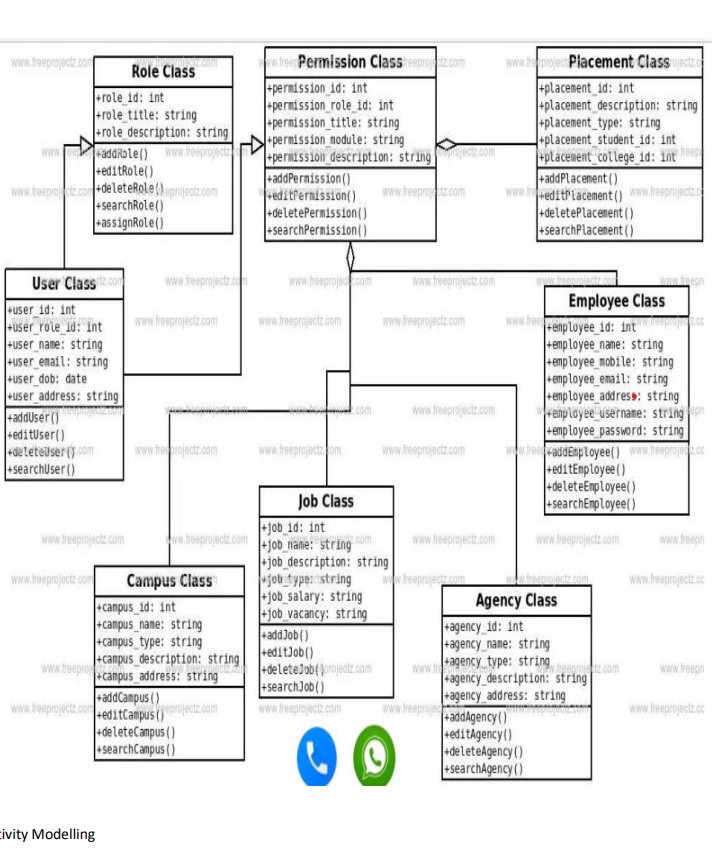 Role Class
+role_id: int
+role_title: string
+role_description: string
+addRole()
+editRole()
+deleteRole()
+searchRole()
+assignRole()
Permission Class
+permission_id: int
+permission_role_id: int
+permission_title: string
+permission_module: string
+permission_description: string
+addPermission()
+editPermission()
+deletePermission()
+searchPermission()
Placement Class
+placement_id: int
+placement_description: string
+placement_type: string
+placement_student_id: int
+placement_college_id: int
+addPlacement()
+editPlacement()
+deletePlacement()
+searchPlacement()
User Class
+user_id: int
+user_role_id: int
+user_name: string
+user_email: string
+user_dob: date
+user_address: string
+addUser()
+editUser()
+deleteUser()
+searchUser()
Employee Class
+employee_id: int
+employee_name: string
+employee_mobile: string
+employee_email: string
+employee_address: string
+employee_username: string
+employee_password: string
+addEmployee()
+editEmployee()
+deleteEmployee()
+searchEmployee()
Job Class
+job_id: int
+job_name: string
+job_description: string
+job_type: string
+job_salary: string
+job_vacancy: string
+addJob()
+editJob()
+deleteJob()
+searchJob()
Campus Class
+campus_id: int
+campus_name: string
+campus_type: string
+campus_description: string
+campus_address: string
+addCampus()
+editCampus()
+deleteCampus()
+searchCampus()
Agency Class
+agency_id: int
+agency_name: string
+agency_type: string
+agency_description: string
+agency_address: string
+addAgency()
+editAgency()
+deleteAgency()
+searchAgency()
www.freeprojectz.com
tivity Modelling